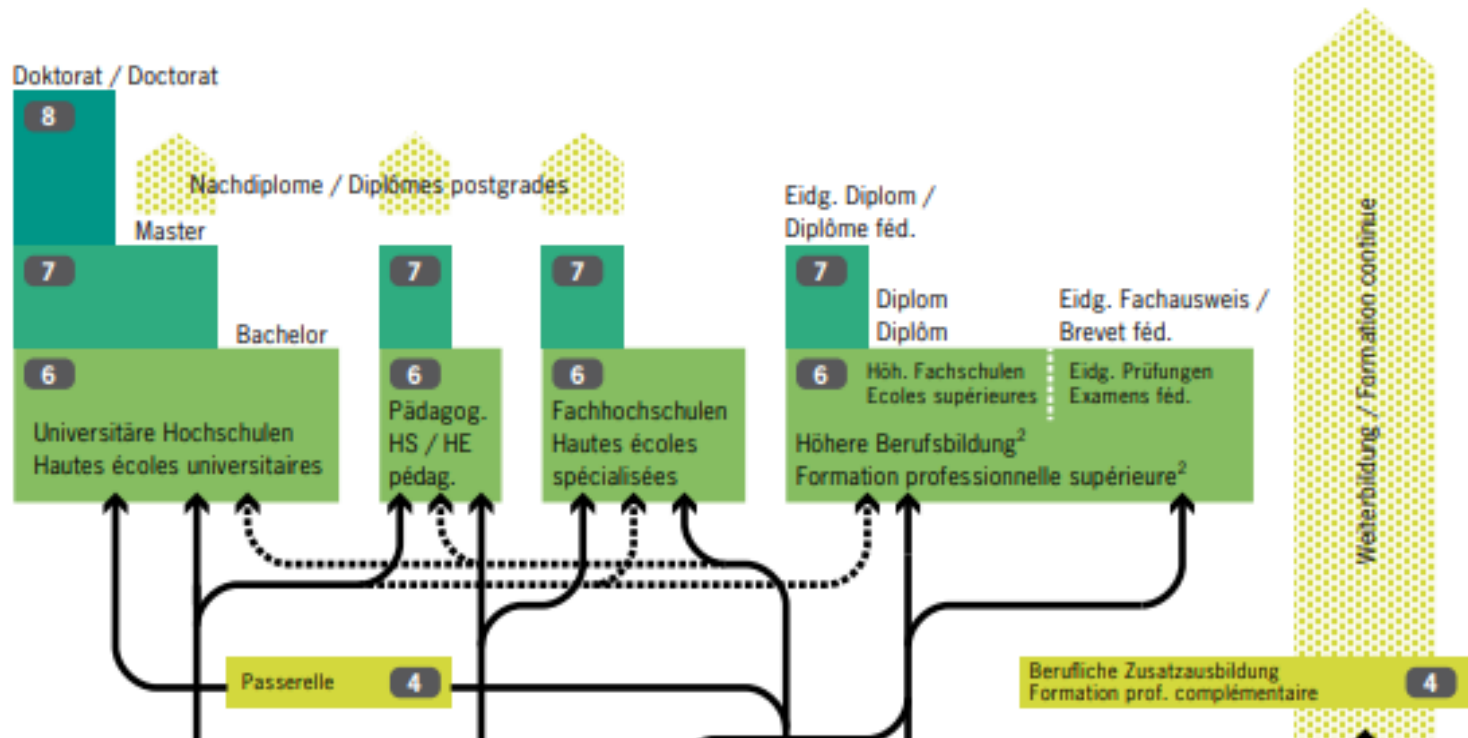 Doktorat / Doctorat
8
Nachdiplome / Diplômes postgrades
Master
7
Bachelor
6
Universitäre Hochschulen
Hautes écoles universitaires
7
6
Pädagog.
HS / HE
pédag.
7
6
Fachhochschulen
Hautes écoles
spécialisées
Eidg. Diplom /
Diplôme féd.
7
Diplom
Diplôm
Eidg. Fachausweis /
Brevet féd.
6
Höh. Fachschulen
Ecoles supérieures
Eidg. Prüfungen
Examens féd.
Höhere Berufsbildung²
Formation professionnelle supérieure²
Weiterbildung / Formation continue
Passerelle
4
Berufliche Zusatzausbildung
Formation prof. complémentaire
4